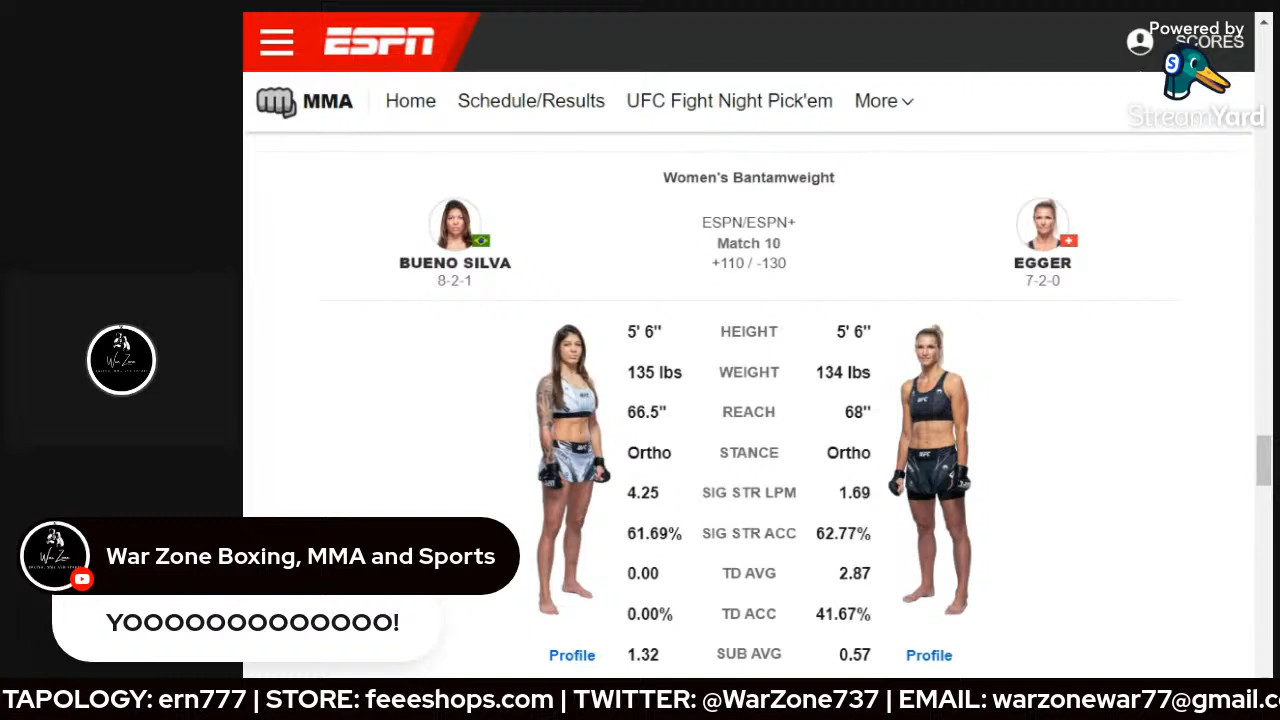 Powered by
SCORES
StreamYard
ESPN
MMA Home Schedule/Results UFC Fight Night Pick'em More
Women's Bantamweight
BUENO SILVA
8-2-1
ESPN/ESPN+
Match 10
+110 / -130
EGGER
7-2-0
5' 6" HEIGHT 5' 6"
135 lbs WEIGHT 134 lbs
66.5" REACH 68"
Ortho STANCE Ortho
4.25 SIG STR LPM 1.69
61.69% SIG STR ACC 62.77%
0.00 TD AVG 2.87
0.00% TD ACC 41.67%
Profile 1.32 SUB AVG 0.57 Profile
War Zone
War Zone Boxing, MMA and Sports
YOOOOOOOOOOOOO!
TAPOLOGY: ern777 | STORE: feeeshops.com | TWITTER: @WarZone737 | EMAIL: warzonewar77@gmail.c